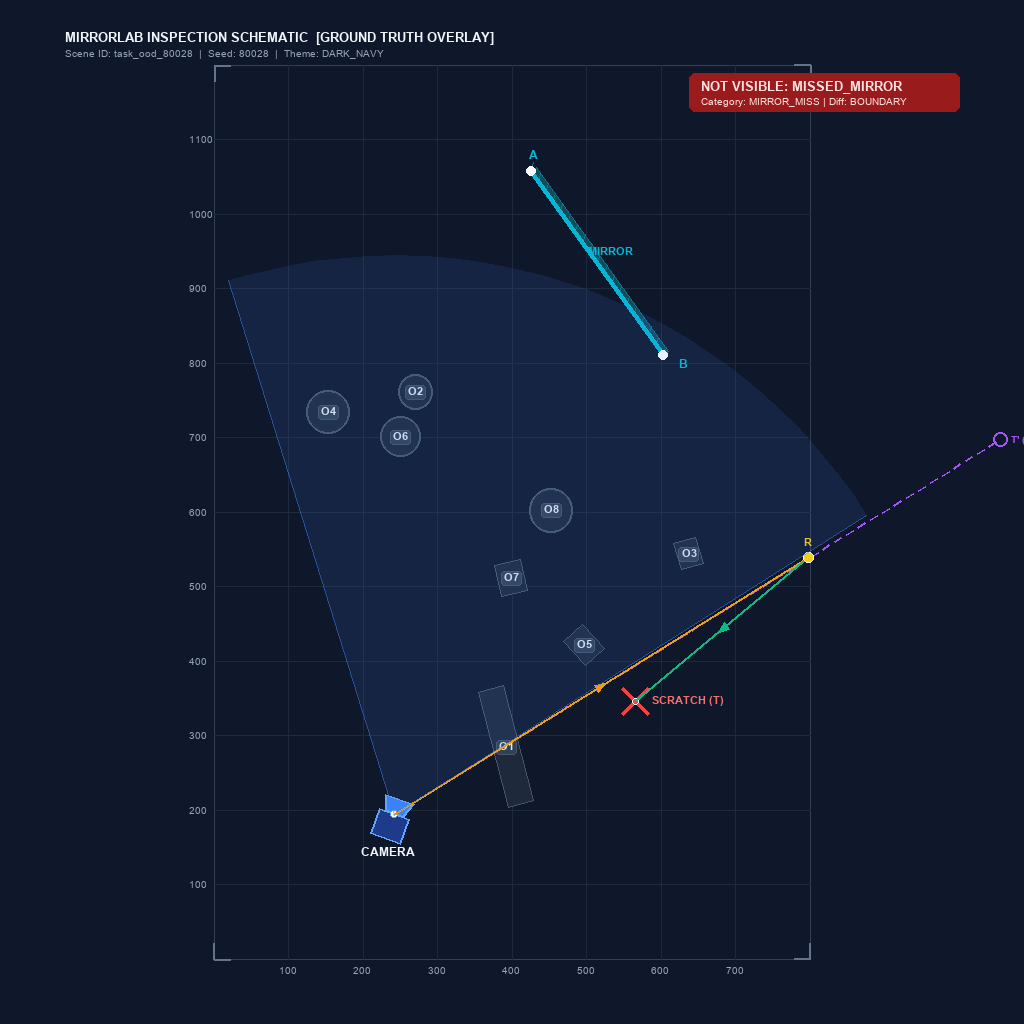 MIRRORLAB INSPECTION SCHEMATIC [GROUND TRUTH OVERLAY]
Scene ID: task_ood_80028 | Seed: 80028 | Theme: DARK_NAVY
NOT VISIBLE: MISSED_MIRROR
Category: MIRROR_MISS | Diff: BOUNDARY
1100
A
1000
MIRROR
900
800
B
O4
O2
O6
700
T' (
600
O8
R
O3
500
O7
O5
400
SCRATCH (T)
300
O1
200
CAMERA
100
100 200 300 400 500 600 700